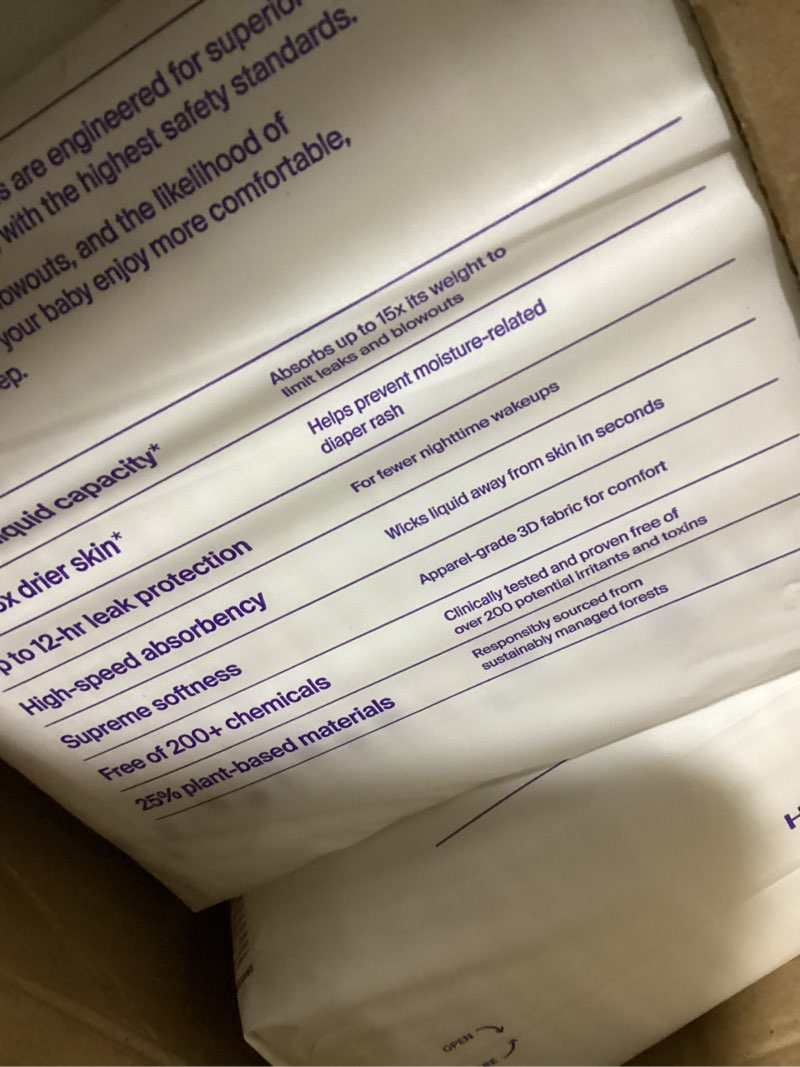 are engineered for superior
with the highest safety standards.
and the likelihood of
your baby enjoy more comfortable,
capacity*
Absorbs up to 15x its weight to
limit leaks and blowouts
drier skin*
Helps prevent moisture-related
diaper rash
to 12-hr leak protection
For fewer nighttime wakeups
High-speed absorbency
Wicks liquid away from skin in seconds
Supreme softness
Apparel-grade 3D fabric for comfort
Free of 200+ chemicals
Clinically tested and proven free of
over 200 potential irritants and toxins
25% plant-based materials
Responsibly sourced from
sustainably managed forests
OPEN